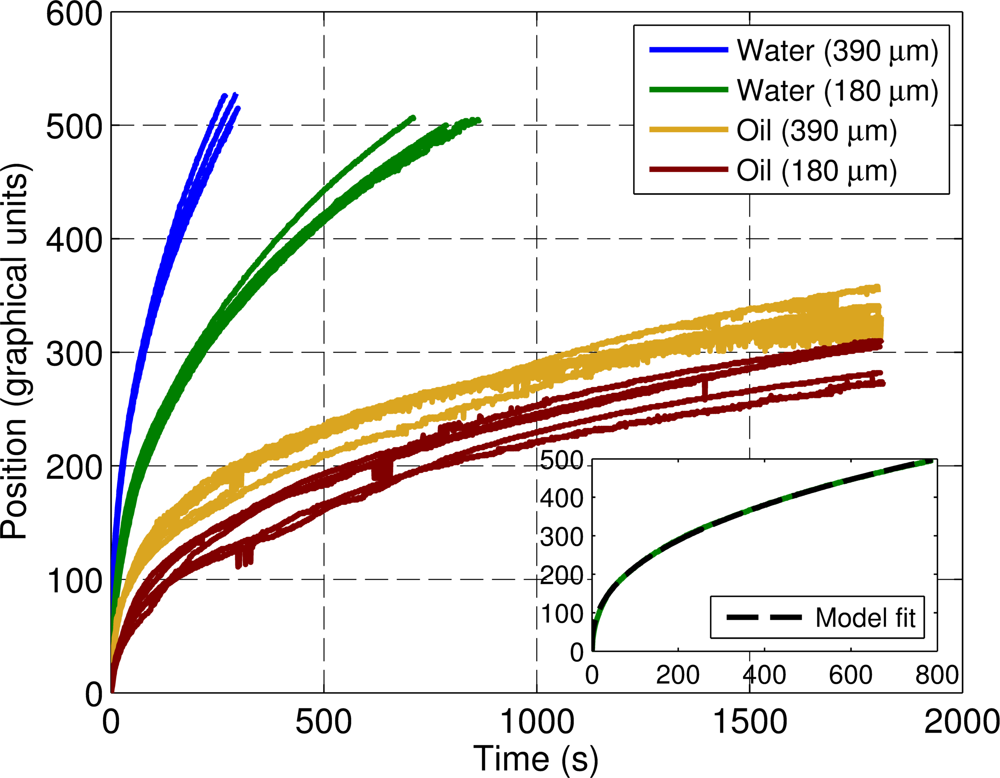 600
500
400
300
200
100
0
Position (graphical units)
Water (390 μm)
Water (180 μm)
Oil (390 μm)
Oil (180 μm)
500
400
300
200
100
0
Model fit
0 200 400 600 800
0 500 1000 1500 2000
Time (s)